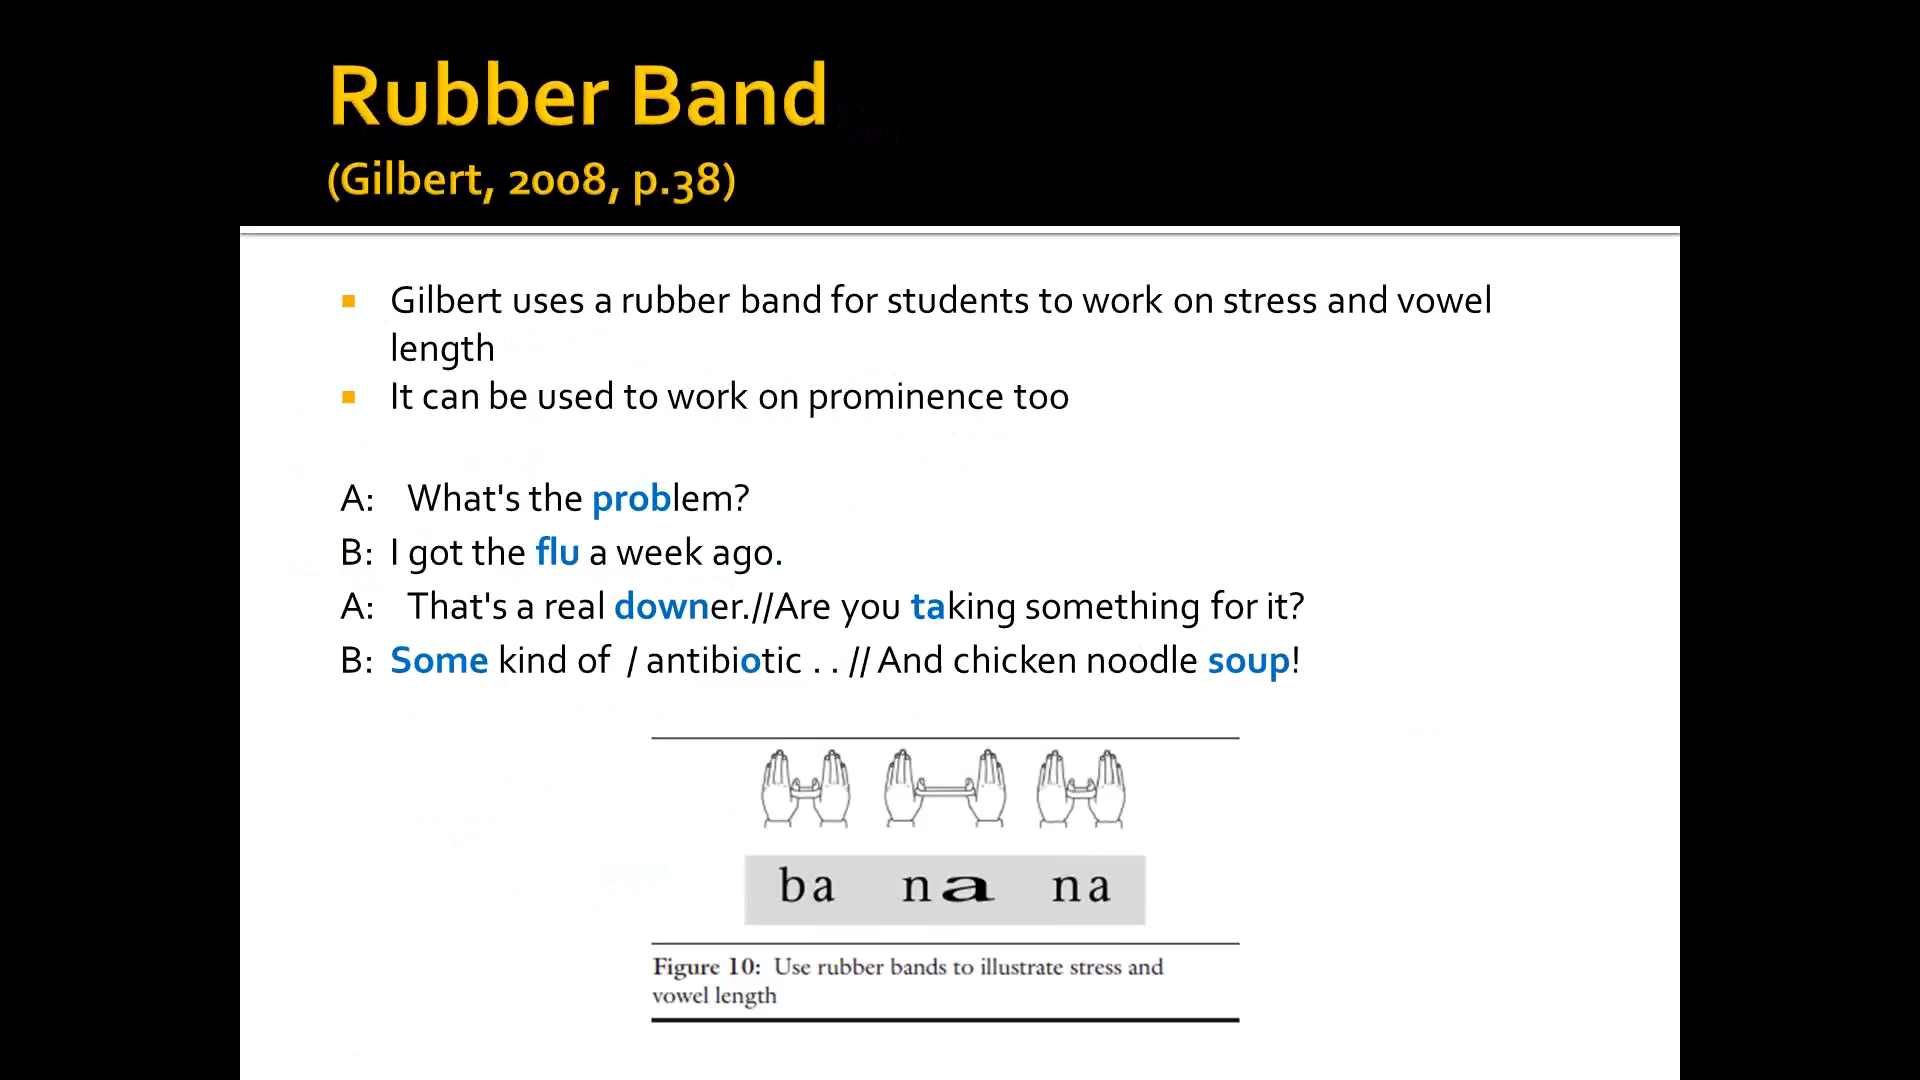 Rubber Band
(Gilbert, 2008, p.38)
▪ Gilbert uses a rubber band for students to work on stress and vowel
length
▪ It can be used to work on prominence too
A: What's the problem?
B: I got the flu a week ago.
A: That's a real downer.//Are you taking something for it?
B: Some kind of / antibiotic . . // And chicken noodle soup!
ba na na
Figure 10: Use rubber bands to illustrate stress and
vowel length